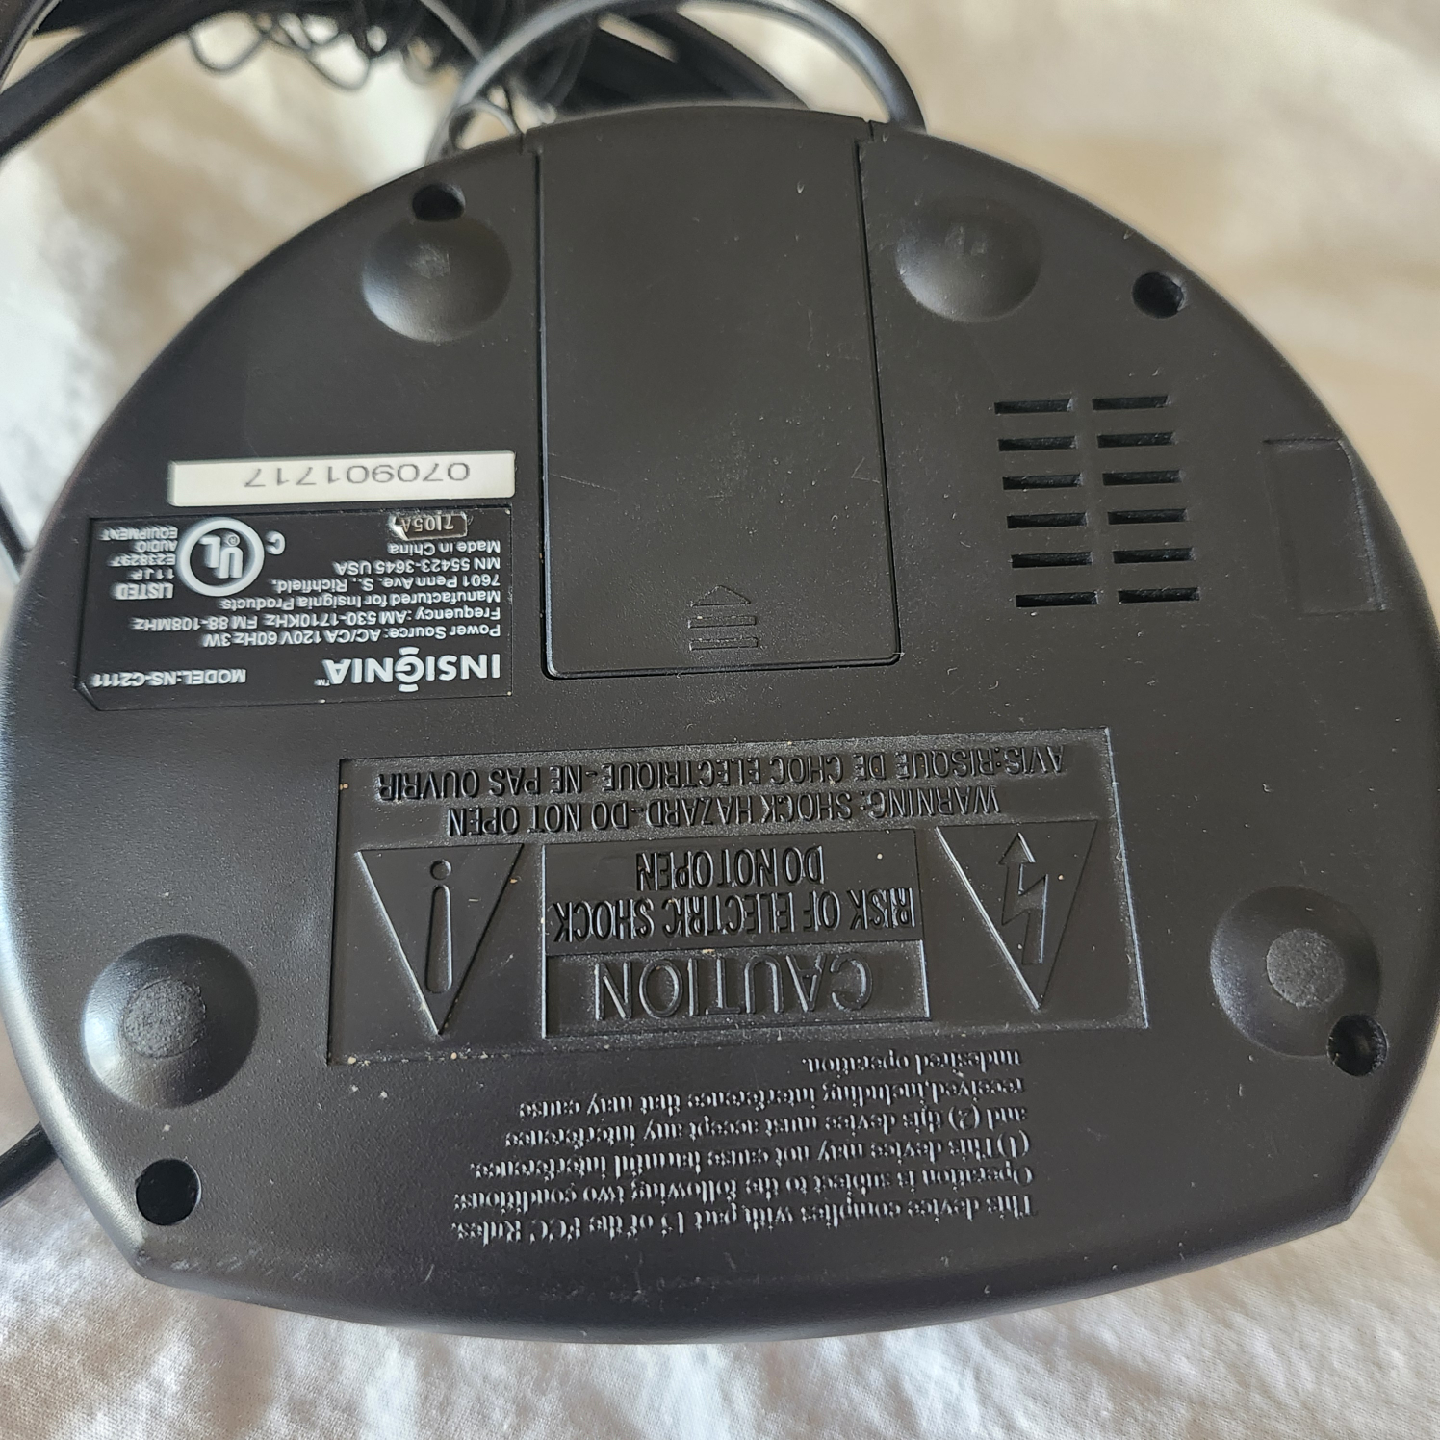 This device complies with part 15 of the FCC Rules.
Operation is subject to the following two conditions:
(1)This device may not cause harmful interference.
and (2) this device must accept any interference
received,including interference that may cause
undesired operation.
CAUTION
RISK OF ELECTRIC SHOCK
DO NOT OPEN
WARNING: SHOCK HAZARD-DO NOT OPEN
AVIS:RISQUE DE CHOC ELECTRIQUE-NE PAS OUVRIR
INSIGNIA™ MODEL:NS-C2111
Power Source: AC/CA 120V 60Hz 3W
Frequency :AM 530-1710KHz FM 88-108MHz
Manufactured for Insignia Products
7601 Penn Ave. S., Richfield,
MN 55423-3645 USA
Made in China
7105A
C UL ®
LISTED
11JF
E238297
AUDIO
EQUIPMENT
070901717